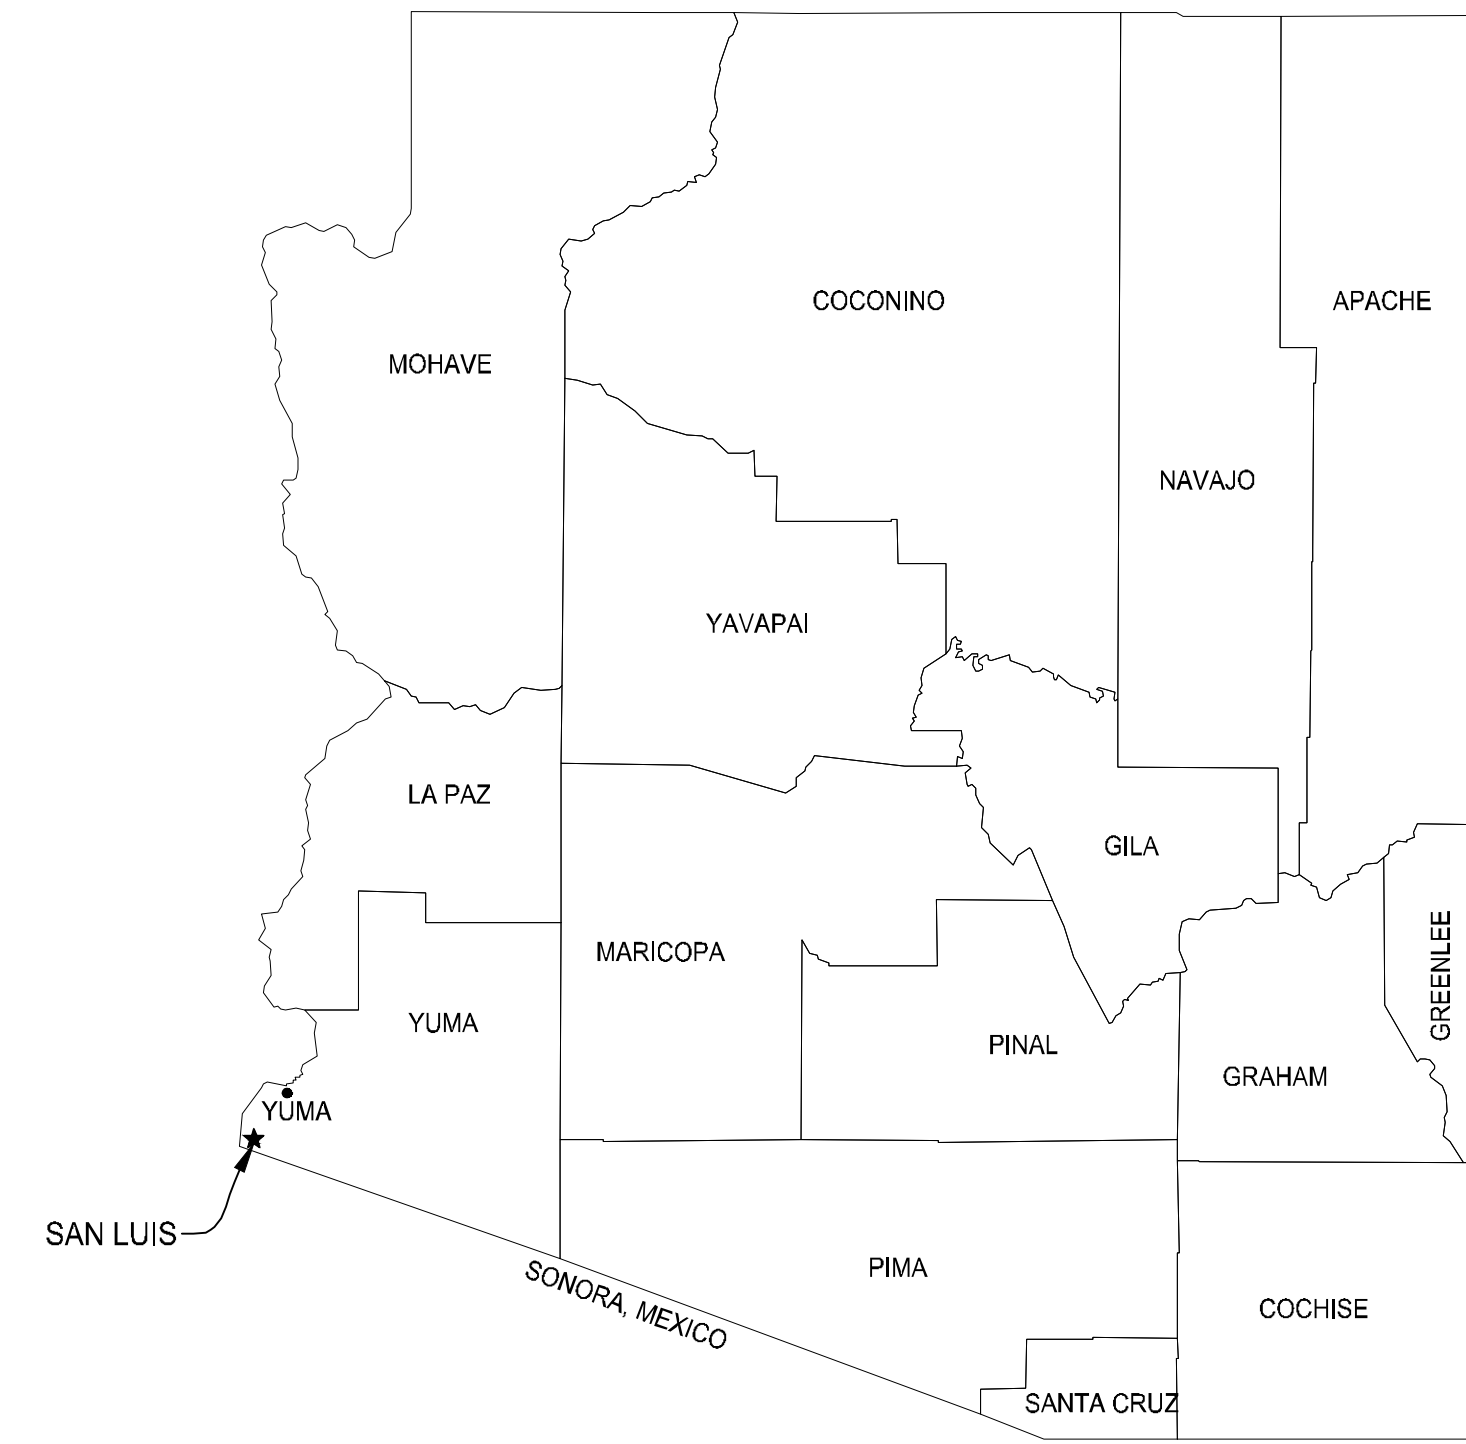 COCONINO
APACHE
MOHAVE
NAVAJO
YAVAPAI
LA PAZ
GILA
GREENLEE
MARICOPA
YUMA
PINAL
GRAHAM
YUMA
SAN LUIS
PIMA
SONORA, MEXICO
COCHISE
SANTA CRUZ